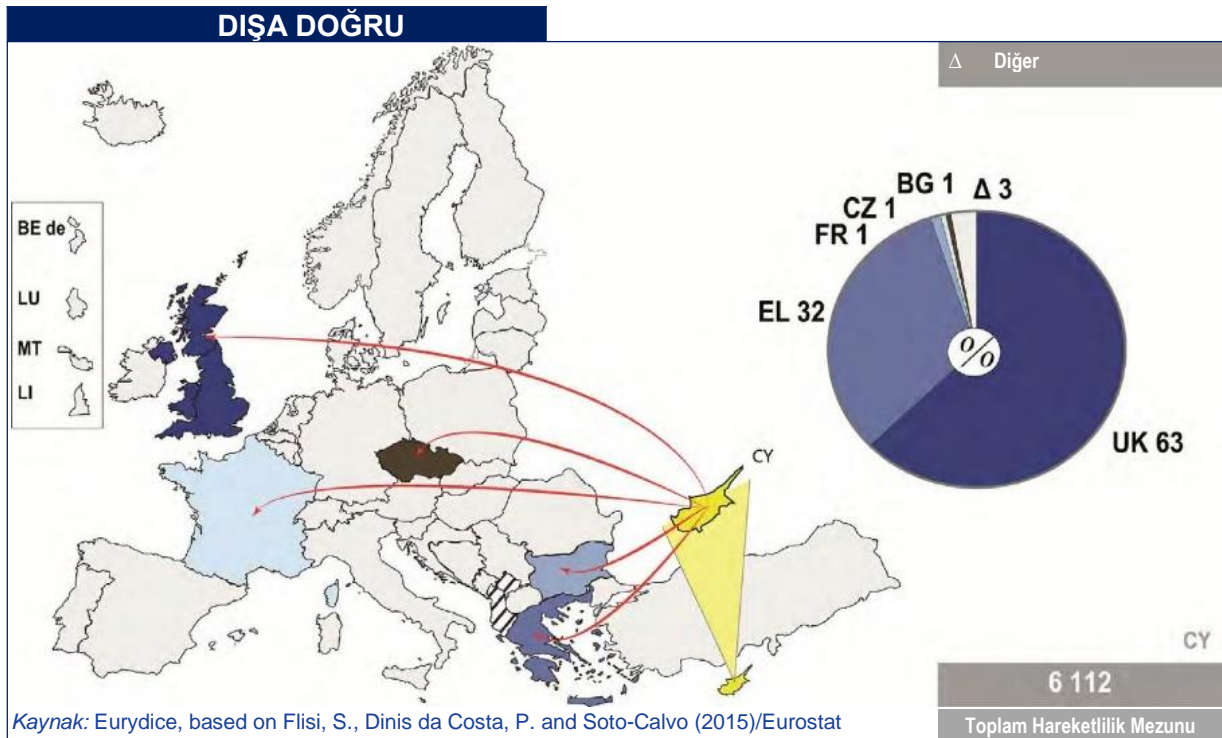 DIŞA DOĞRU
Δ Diğer
BE de
LU
MT
LI
CY
BG 1
Δ 3
CZ 1
FR 1
EL 32
%
UK 63
CY
6 112
Toplam Hareketlilik Mezunu
Kaynak: Eurydice, based on Flisi, S., Dinis da Costa, P. and Soto-Calvo (2015)/Eurostat